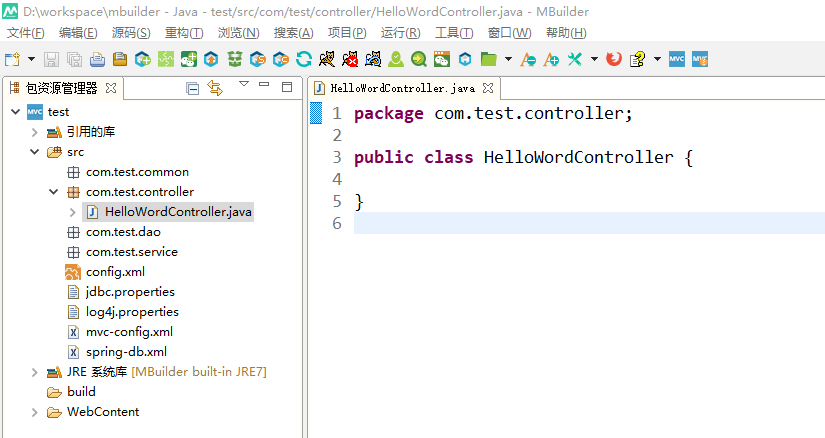 D:\workspace\mbuilder - Java - test/src/com/test/controller/HelloWordController.java - MBuilder
文件(F) 编辑(E) 源码(S) 重构(T) 浏览(N) 搜索(A) 项目(P) 运行(R) 工具(T) 窗口(W) 帮助(H)
MVC MVC
包资源管理器
HelloWordController.java
MVC test
引用的库
src
com.test.common
com.test.controller
J HelloWordController.java
com.test.dao
com.test.service
config.xml
jdbc.properties
log4j.properties
mvc-config.xml
spring-db.xml
JRE 系统库 [MBuilder built-in JRE7]
build
WebContent
1 package com.test.controller;
2
3 public class HelloWordController {
4
5 }
6